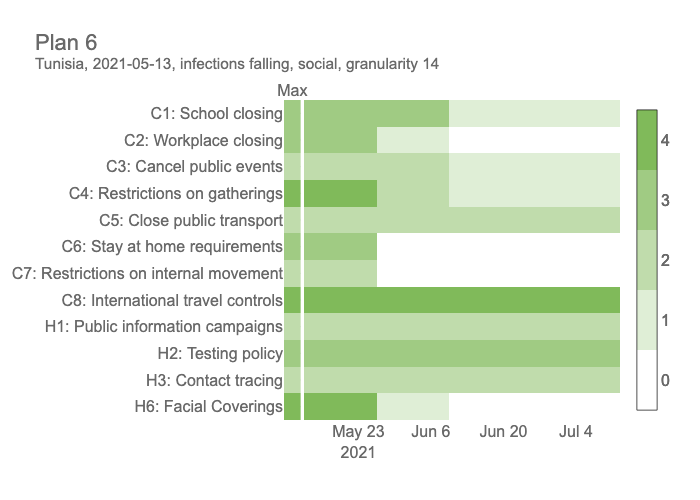 Plan 6
Tunisia, 2021-05-13, infections falling, social, granularity 14
Max
C1: School closing
C2: Workplace closing
C3: Cancel public events
C4: Restrictions on gatherings
C5: Close public transport
C6: Stay at home requirements
C7: Restrictions on internal movement
C8: International travel controls
H1: Public information campaigns
H2: Testing policy
H3: Contact tracing
H6: Facial Coverings
May 23 Jun 6 Jun 20 Jul 4
2021
4
3
2
1
0